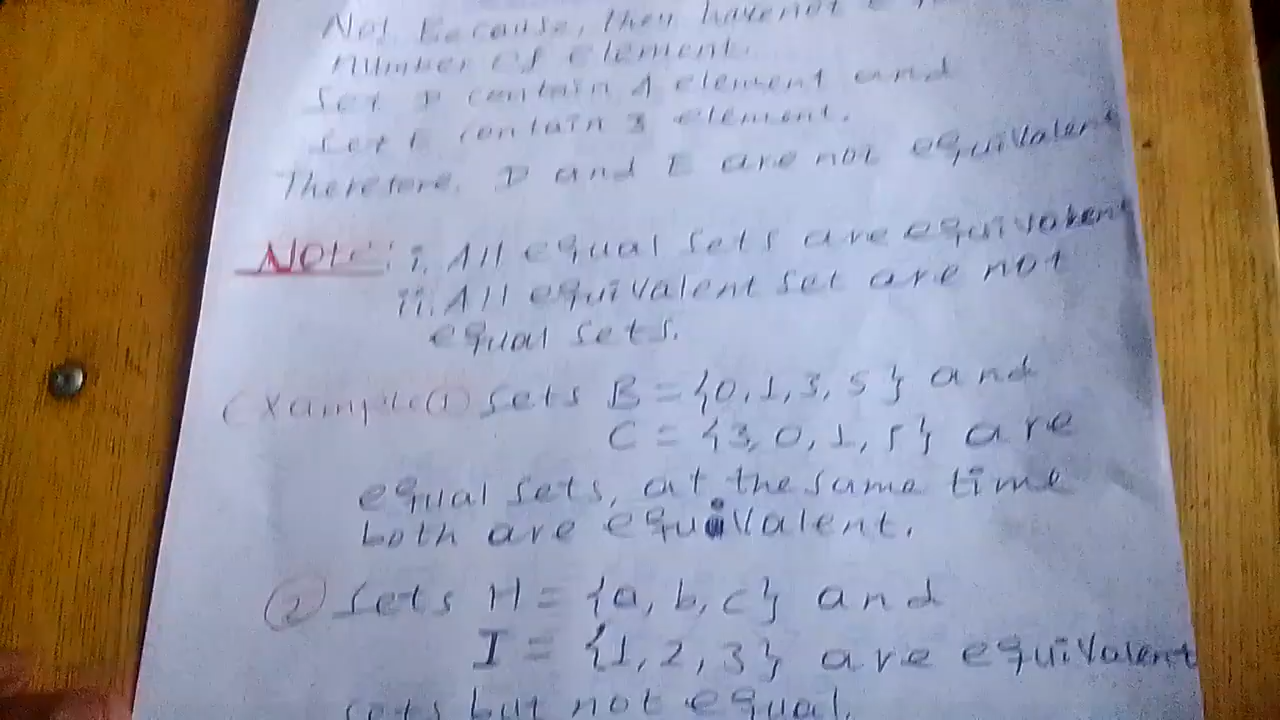 Not Because, they have not
number of element.
Set D contain 4 element and
Set E contain 3 element.
Therefore, D and E are not equivalent
Note: i. All equal sets are equivalent
ii. All equivalent set are not
equal sets.
Example(1) Sets B = {0, 1, 3, 5} and
C = {3, 0, 1, 5} are
equal sets, at the same time
both are equivalent.
(2) Sets H = {a, b, c} and
I = {1, 2, 3} are equivalent
sets but not equal.